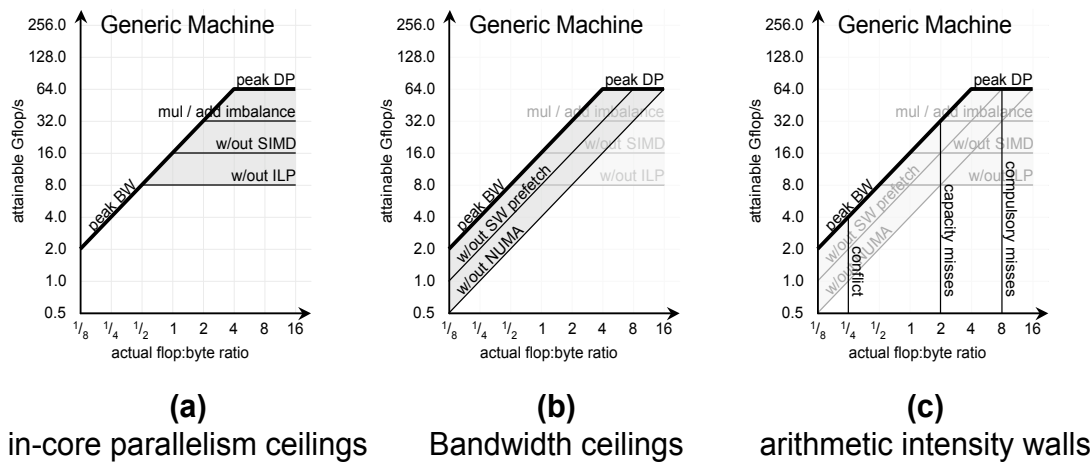 Generic Machine
256.0
128.0
64.0
32.0
16.0
8.0
4.0
2.0
1.0
0.5
attainable Gflop/s
peak DP
mul / add imbalance
w/out SIMD
w/out ILP
peak BW
1/8 1/4 1/2 1 2 4 8 16
actual flop:byte ratio
(a)
in-core parallelism ceilings
Generic Machine
256.0
128.0
64.0
32.0
16.0
8.0
4.0
2.0
1.0
0.5
attainable Gflop/s
peak DP
mul / add imbalance
w/out SIMD
w/out ILP
peak BW
w/out SW prefetch
w/out NUMA
1/8 1/4 1/2 1 2 4 8 16
actual flop:byte ratio
(b)
Bandwidth ceilings
Generic Machine
256.0
128.0
64.0
32.0
16.0
8.0
4.0
2.0
1.0
0.5
attainable Gflop/s
peak DP
mul / add imbalance
w/out SIMD
w/out ILP
peak BW
w/out SW prefetch
w/out NUMA
conflict
capacity misses
compulsory misses
1/8 1/4 1/2 1 2 4 8 16
actual flop:byte ratio
(c)
arithmetic intensity walls